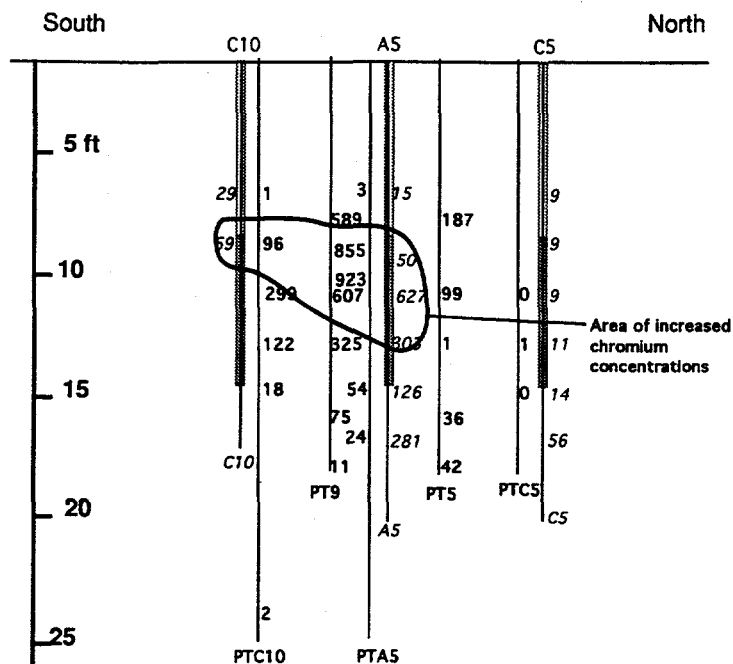 South North
C10 A5 C5
5 ft
29 1 3 15 9
589 187
59 96 855 50 9
10 923
299 607 627 99 0 9
122 325 303 1 1 11
Area of increased
chromium
concentrations
15 18 54 126 0 14
75 36
24 281 56
C10 11 42
PT9 PT5 PTC5
20 A5 C5
2
25
PTC10 PTA5